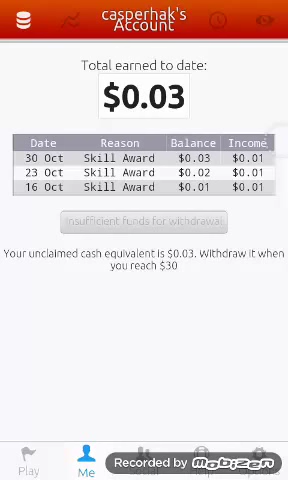 casperhak's
Account
Total earned to date:
$0.03
Date Reason Balance Income
30 Oct Skill Award $0.03 $0.01
23 Oct Skill Award $0.02 $0.01
16 Oct Skill Award $0.01 $0.01
Insufficient funds for withdrawal
Your unclaimed cash equivalent is $0.03. Withdraw it when
you reach $30
Play Me
Recorded by Mobizen